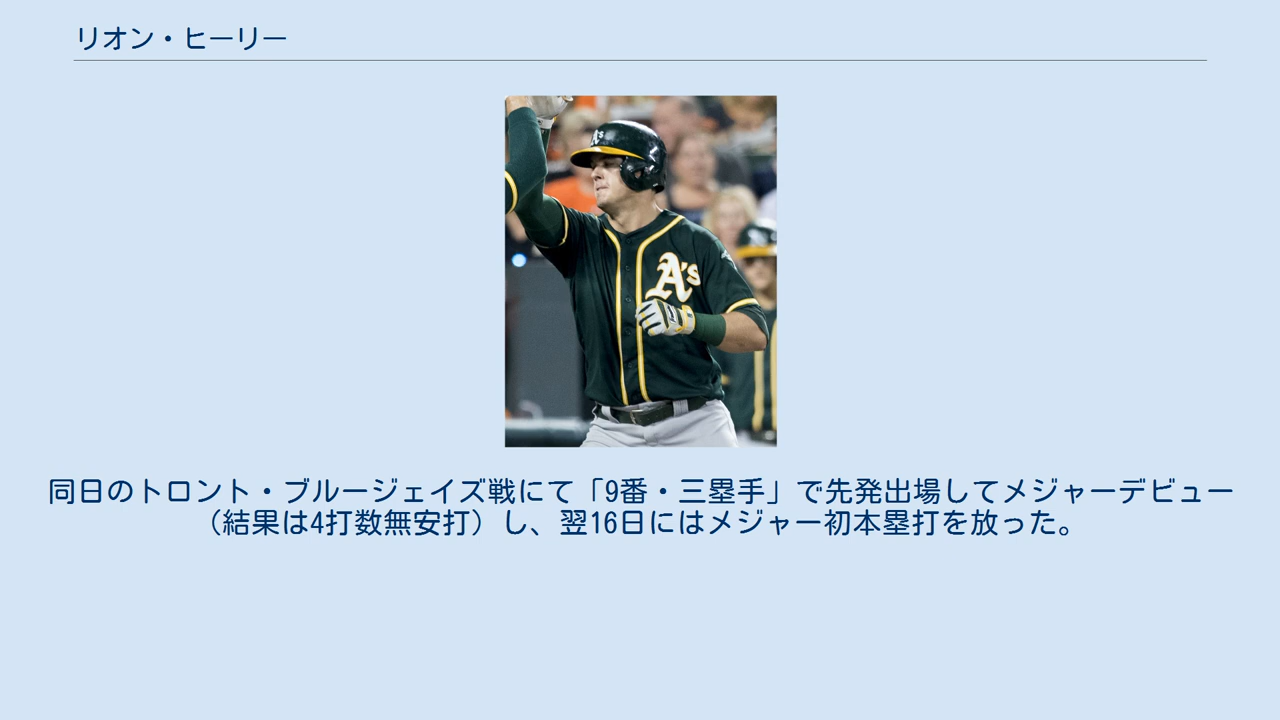 リオン・ヒーリー
A's
A's
同日のトロント・ブルージェイズ戦にて「9番・三塁手」で先発出場してメジャーデビュー
（結果は4打数無安打）し、翌16日にはメジャー初本塁打を放った。